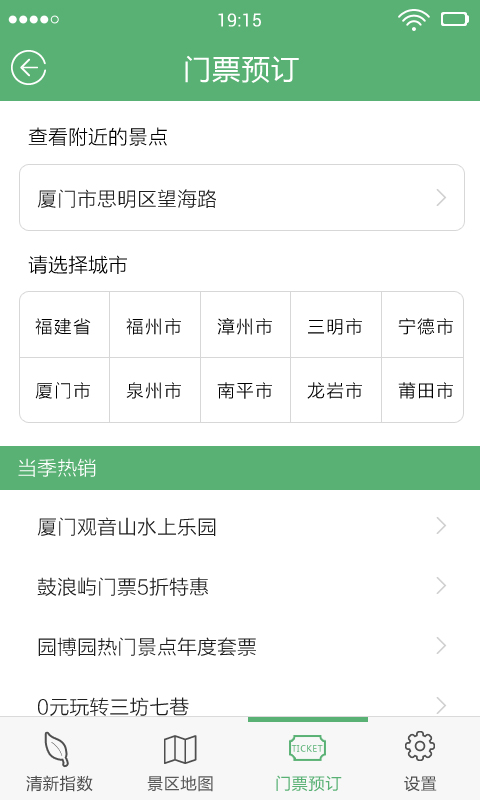 19:15
门票预订
查看附近的景点
厦门市思明区望海路
请选择城市
福建省 福州市 漳州市 三明市 宁德市
厦门市 泉州市 南平市 龙岩市 莆田市
当季热销
厦门观音山水上乐园
鼓浪屿门票5折特惠
园博园热门景点年度套票
0元玩转三坊七巷
TICKET
清新指数 景区地图 门票预订 设置